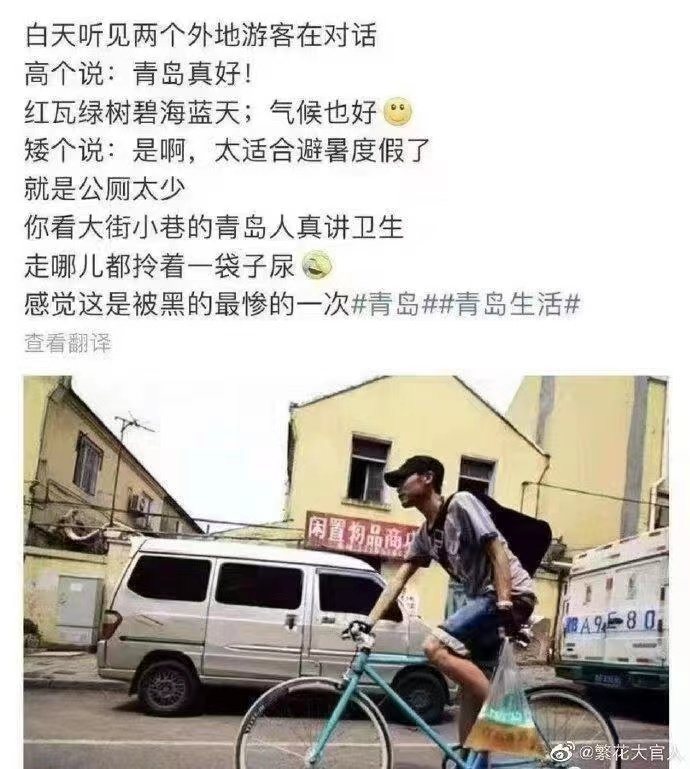 白天听见两个外地游客在对话
高个说：青岛真好！
红瓦绿树碧海蓝天；气候也好
矮个说：是啊，太适合避暑度假了
就是公厕太少
你看大街小巷的青岛人真讲卫生
走哪儿都拎着一袋子尿
感觉这是被黑的最惨的一次#青岛##青岛生活#
查看翻译
闲置物品商
A9E80
@繁花大官人